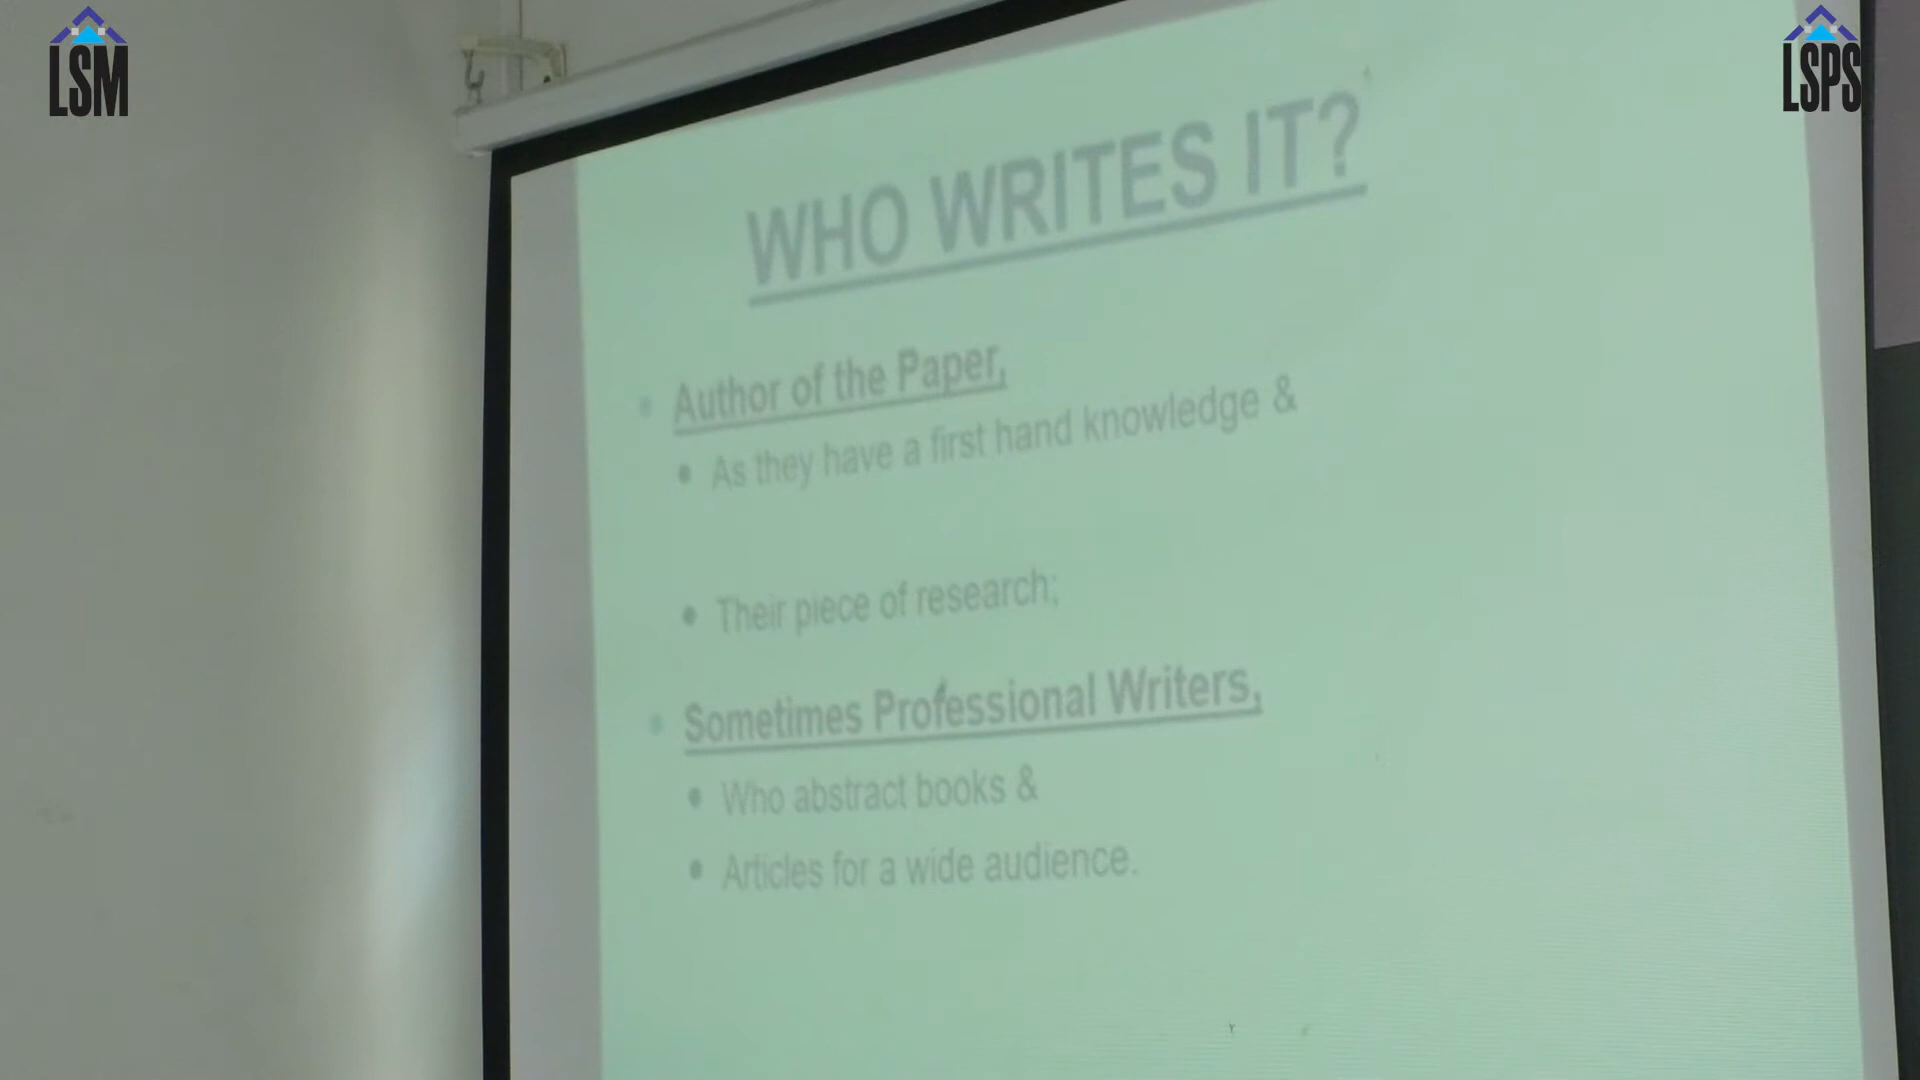 LSM
LSPS
WHO WRITES IT?
Author of the Paper,
As they have a first hand knowledge &
Their piece of research;
Sometimes Professional Writers,
Who abstract books &
Articles for a wide audience.